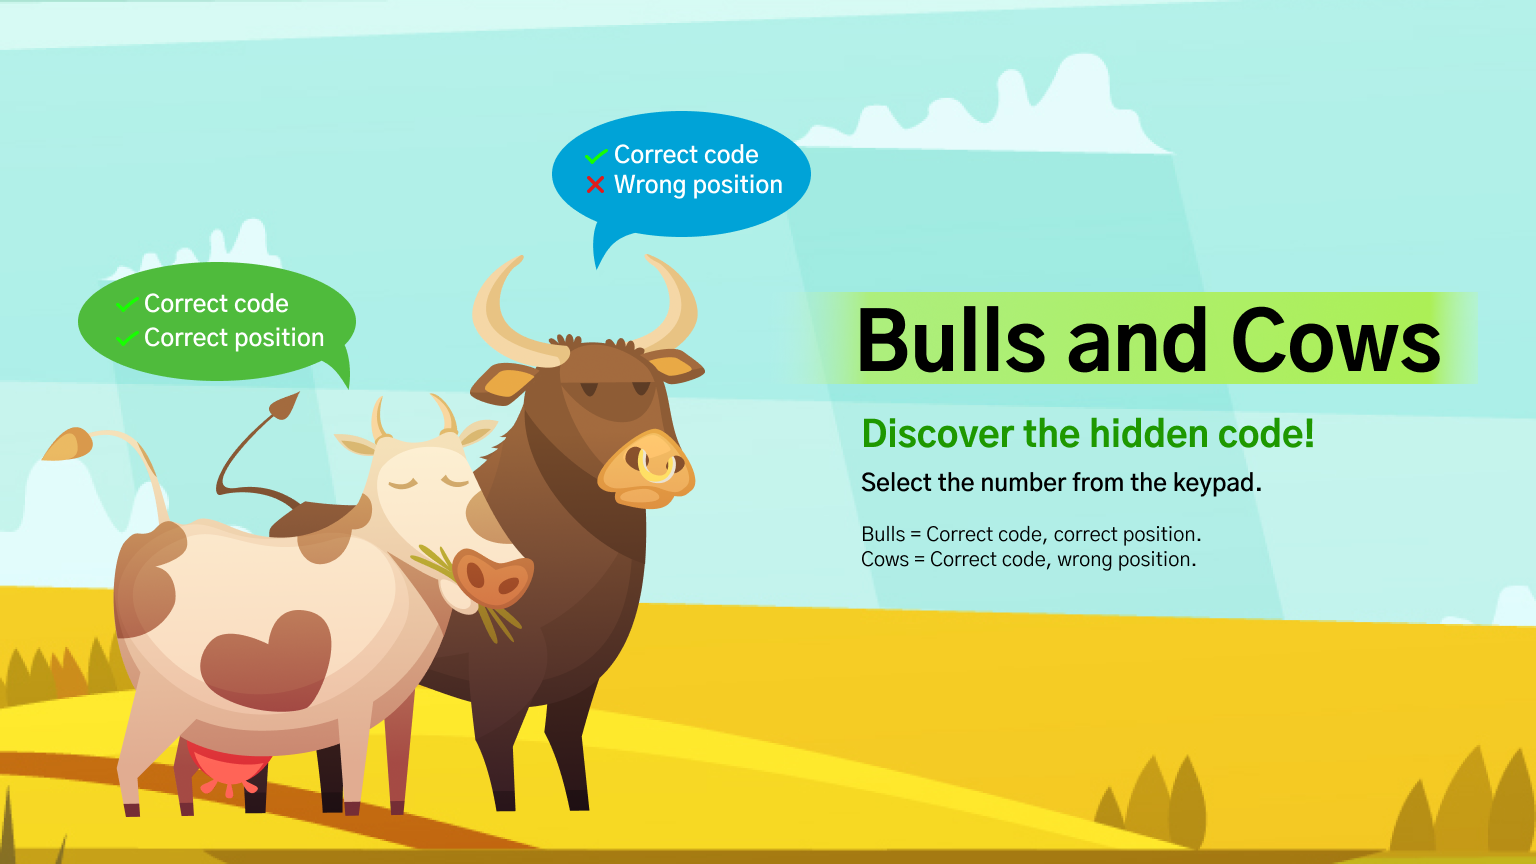 Correct code
Wrong position
Correct code
Correct position
Bulls and Cows
Discover the hidden code!
Select the number from the keypad.
Bulls = Correct code, correct position.
Cows = Correct code, wrong position.